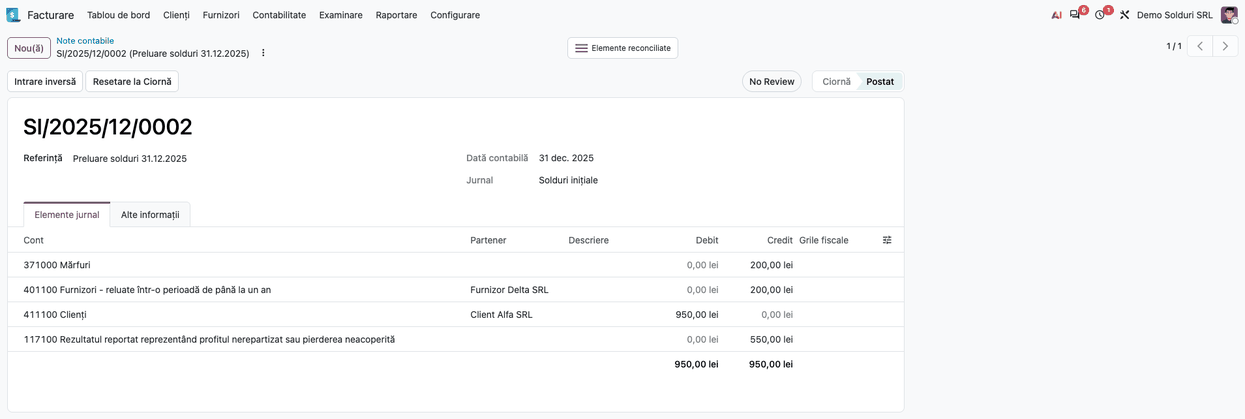 Facturare Tablou de bord Clienți Furnizori Contabilitate Examinare Raportare Configurare AI 6 1 Demo Solduri SRL
Nou(ă) Note contabile
SI/2025/12/0002 (Preluare solduri 31.12.2025) Elemente reconciliate 1 / 1
Intrare inversă Resetare la Ciornă No Review Ciornă Postat
SI/2025/12/0002
Referință Preluare solduri 31.12.2025 Dată contabilă 31 dec. 2025
Jurnal Solduri inițiale
Elemente jurnal Alte informații
Cont Partener Descriere Debit Credit Grile fiscale
371000 Mărfuri 0,00 lei 200,00 lei
401100 Furnizori - reluate într-o perioadă de până la un an Furnizor Delta SRL 0,00 lei 200,00 lei
411100 Clienți Client Alfa SRL 950,00 lei 0,00 lei
117100 Rezultatul reportat reprezentând profitul nerepartizat sau pierderea neacoperită 0,00 lei 550,00 lei
950,00 lei 950,00 lei